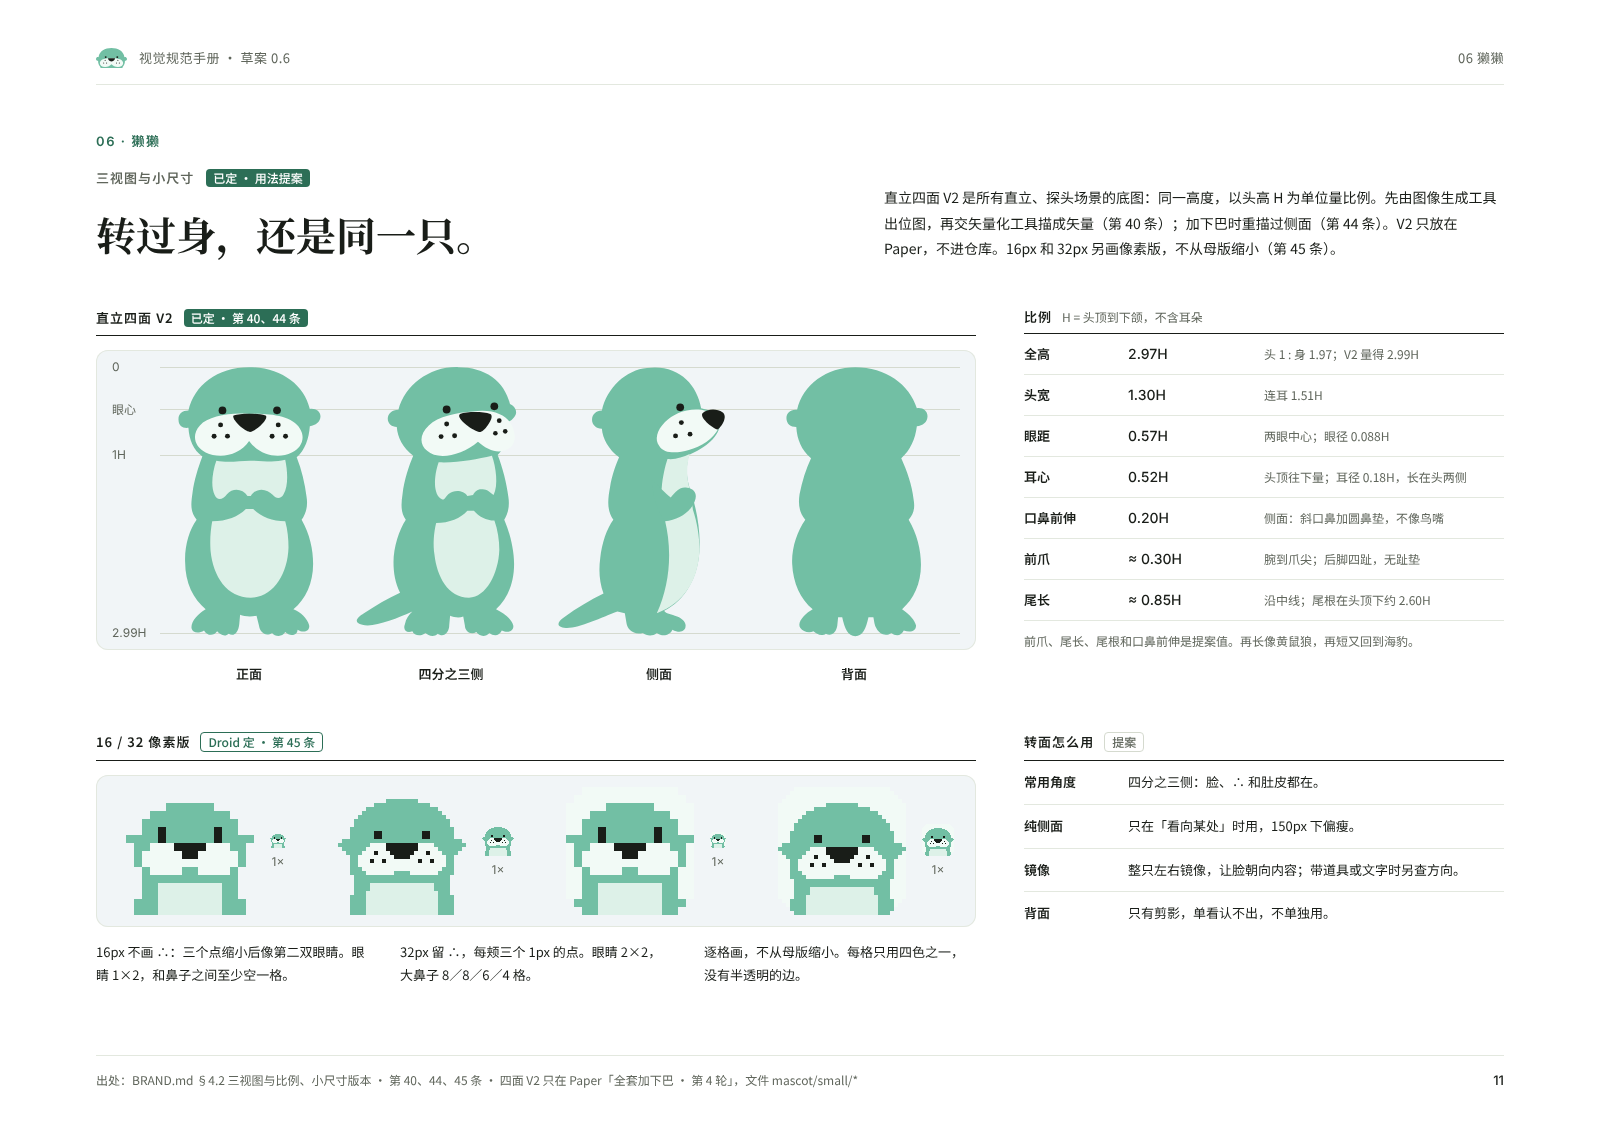 视觉规范手册 · 草案 0.6
06 獭獭
06 · 獭獭
三视图与小尺寸 已定 · 用法提案
转过身，还是同一只。
直立四面 V2 是所有直立、探头场景的底图：同一高度，以头高 H 为单位量比例。先由图像生成工具
出位图，再交矢量化工具描成矢量（第 40 条）；加下巴时重描过侧面（第 44 条）。V2 只放在
Paper，不进仓库。16px 和 32px 另画像素版，不从母版缩小（第 45 条）。
直立四面 V2 已定 · 第 40、44 条
0
眼心
1H
2.99H
正面 四分之三侧 侧面 背面
比例 H = 头顶到下颌，不含耳朵
全高 2.97H 头 1 : 身 1.97；V2 量得 2.99H
头宽 1.30H 连耳 1.51H
眼距 0.57H 两眼中心；眼径 0.088H
耳心 0.52H 头顶往下量；耳径 0.18H，长在头两侧
口鼻前伸 0.20H 侧面：斜口鼻加圆鼻垫，不像鸟嘴
前爪 ≈ 0.30H 腕到爪尖；后脚四趾，无趾垫
尾长 ≈ 0.85H 沿中线；尾根在头顶下约 2.60H
前爪、尾长、尾根和口鼻前伸是提案值。再长像黄鼠狼，再短又回到海豹。
16 / 32 像素版 Droid 定 · 第 45 条
1× 1× 1× 1×
16px 不画 ∴：三个点缩小后像第二双眼睛。眼
睛 1×2，和鼻子之间至少空一格。
32px 留 ∴，每颊三个 1px 的点。眼睛 2×2，
大鼻子 8／8／6／4 格。
逐格画，不从母版缩小。每格只用四色之一，
没有半透明的边。
转面怎么用 提案
常用角度 四分之三侧：脸、∴ 和肚皮都在。
纯侧面 只在「看向某处」时用，150px 下偏瘦。
镜像 整只左右镜像，让脸朝向内容；带道具或文字时另查方向。
背面 只有剪影，单看认不出，不单独用。
出处：BRAND.md §4.2 三视图与比例、小尺寸版本 · 第 40、44、45 条 · 四面 V2 只在 Paper「全套加下巴 · 第 4 轮」，文件 mascot/small/*
11